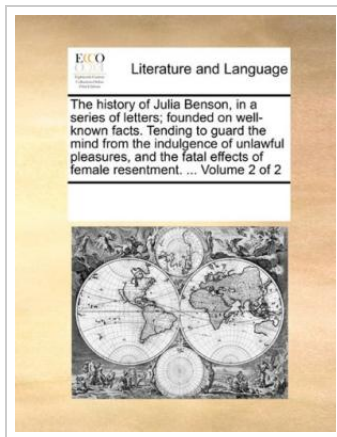 ECCO
Literature and Language
The history of Julia Benson, in a
series of letters; founded on well-
known facts. Tending to guard the
mind from the indulgence of unlawful
pleasures, and the fatal effects of
female resentment. ... Volume 2 of 2